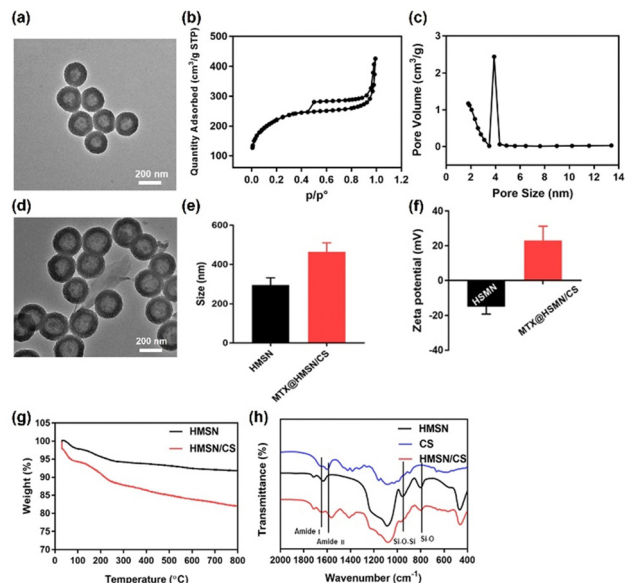 (a)
200 nm
(b)
Quantity Adsorbed (cm³/g STP)
500
400
300
200
100
0.0 0.2 0.4 0.6 0.8 1.0 1.2
p/p°
(c)
Pore Volume (cm³/g)
3
2
1
0
2 4 6 8 10 12 14
Pore Size (nm)
(d)
200 nm
(e)
Size (nm)
600
400
200
0
HMSN
MTX@HMSN/CS
(f)
Zeta potential (mV)
40
20
0
-20
-40
HSMN
MTX@HSMN/CS
(g)
Weight (%)
105
100
95
90
85
80
75
70
HMSN
HMSN/CS
0 100 200 300 400 500 600 700 800
Temperature (°C)
(h)
Transmittance (%)
HMSN
CS
HMSN/CS
Amide I
Amide II
Si-O-Si
Si-O
2000 1800 1600 1400 1200 1000 800 600 400
Wavenumber (cm⁻¹)